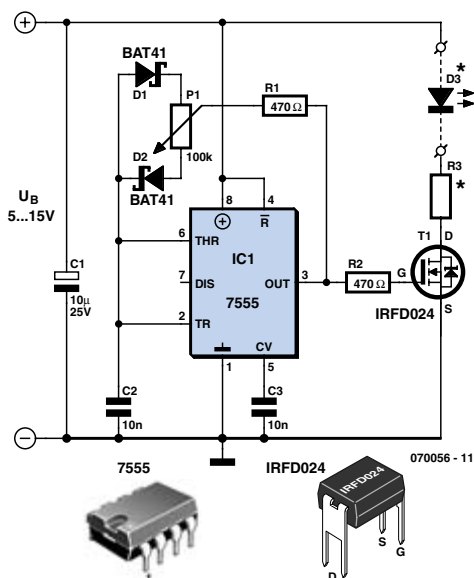 +
BAT41
D1
P1
R1
470 Ω
*
D3
D2
100k
BAT41
R3
*
UB
5...15V
8
4
R
6
THR
IC1
T1
D
C1
10µ
25V
7
DIS
OUT
3
R2
G
7555
470 Ω
S
IRFD024
2
TR
CV
1
5
C2
10n
C3
10n
–
070056 - 11
7555
IRFD024
IRFD024
S
G
D